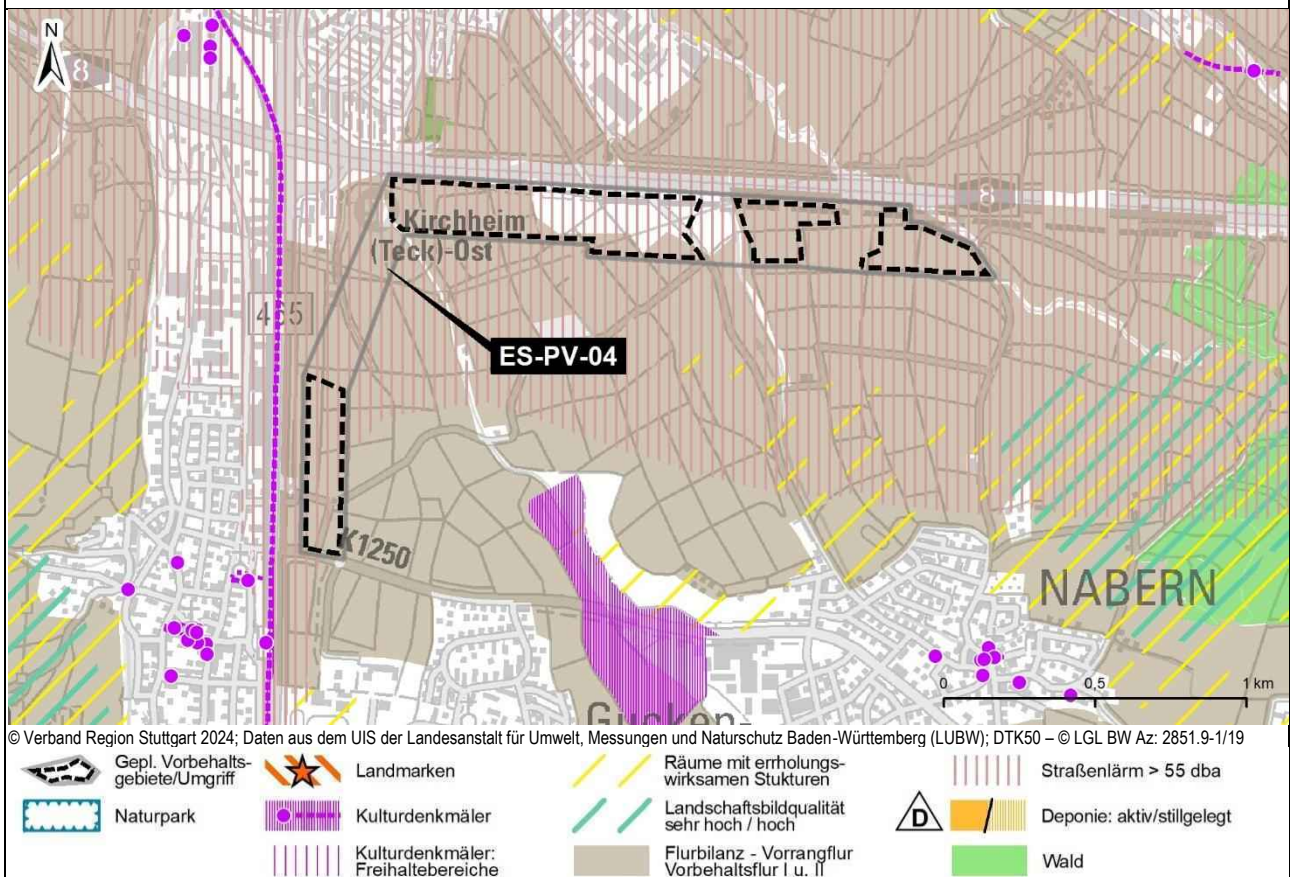 N
8
Kirchheim
(Teck)-Ost
8
465
ES-PV-04
K1250
NABERN
0 0,5 1 km
Gucken-
© Verband Region Stuttgart 2024; Daten aus dem UIS der Landesanstalt für Umwelt, Messungen und Naturschutz Baden-Württemberg (LUBW); DTK50 – © LGL BW Az: 2851.9-1/19
Gepl. Vorbehalts-
gebiete/Umgriff
Landmarken
Räume mit errholungs-
wirksamen Stukturen
Straßenlärm > 55 dba
Naturpark
Kulturdenkmäler
Landschaftsbildqualität
sehr hoch / hoch
D
Deponie: aktiv/stillgelegt
Kulturdenkmäler:
Freihaltebereiche
Flurbilanz - Vorrangflur
Vorbehaltsflur I u. II
Wald